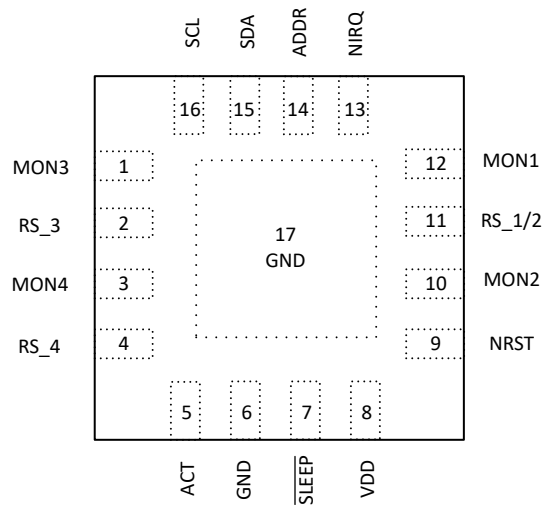 SCL SDA ADDR NIRQ
16 15 14 13
MON3 1 12 MON1
RS_3 2 11 RS_1/2
17
GND
MON4 3 10 MON2
RS_4 4 9 NRST
5 6 7 8
ACT GND SLEEP VDD